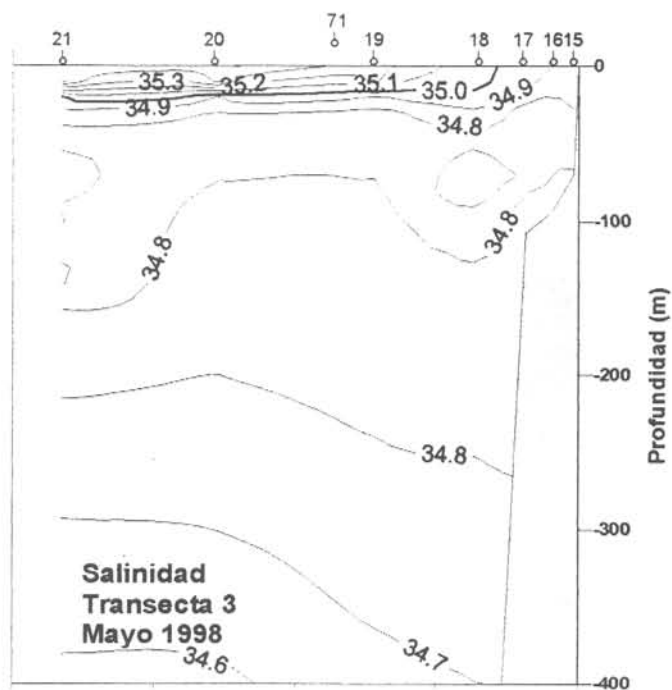 71
21 20 19 18 17 16 15
0
35.3 35.2 35.1 35.0 34.9
34.9 34.8
-100
34.8 34.8
-200
34.8
-300
34.7
34.6
-400
Profundidad (m)
Salinidad
Transecta 3
Mayo 1998